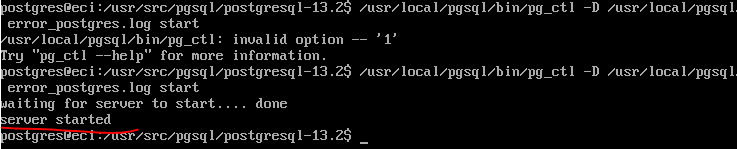 postgres@eci:/usr/src/pgsql/postgresql-13.2$ /usr/local/pgsql/bin/pg_ctl -D /usr/local/pgsql
 error_postgres.log start
/usr/local/pgsql/bin/pg_ctl: invalid option -- '1'
Try "pg_ctl --help" for more information.
postgres@eci:/usr/src/pgsql/postgresql-13.2$ /usr/local/pgsql/bin/pg_ctl -D /usr/local/pgsql
 error_postgres.log start
waiting for server to start.... done
server started
postgres@eci:/usr/src/pgsql/postgresql-13.2$ _